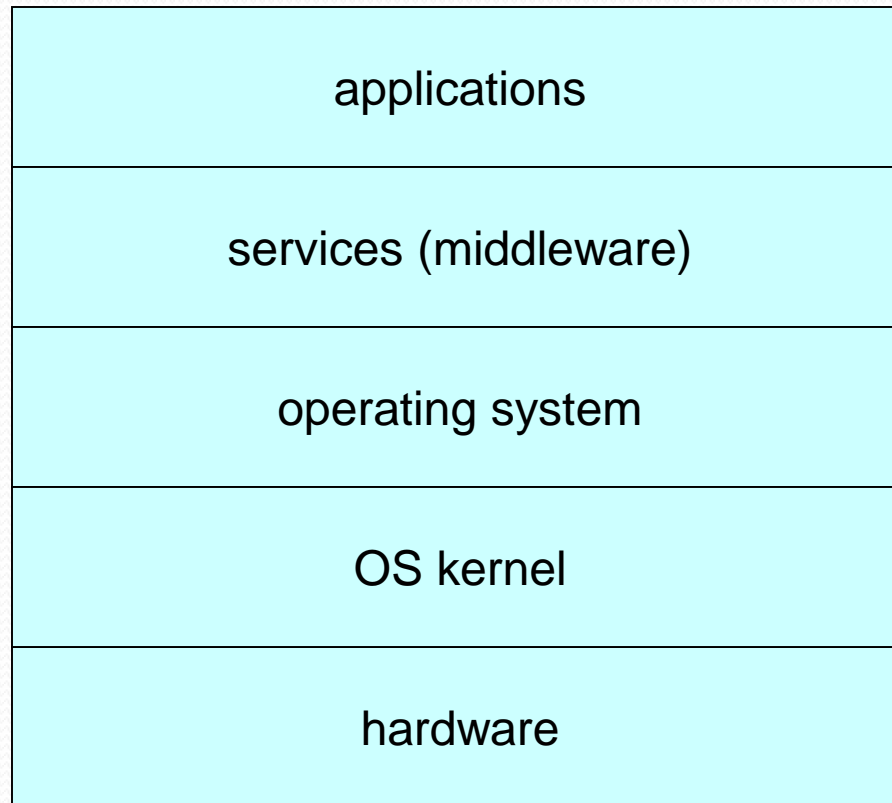 applications
services (middleware)
operating system
OS kernel
hardware